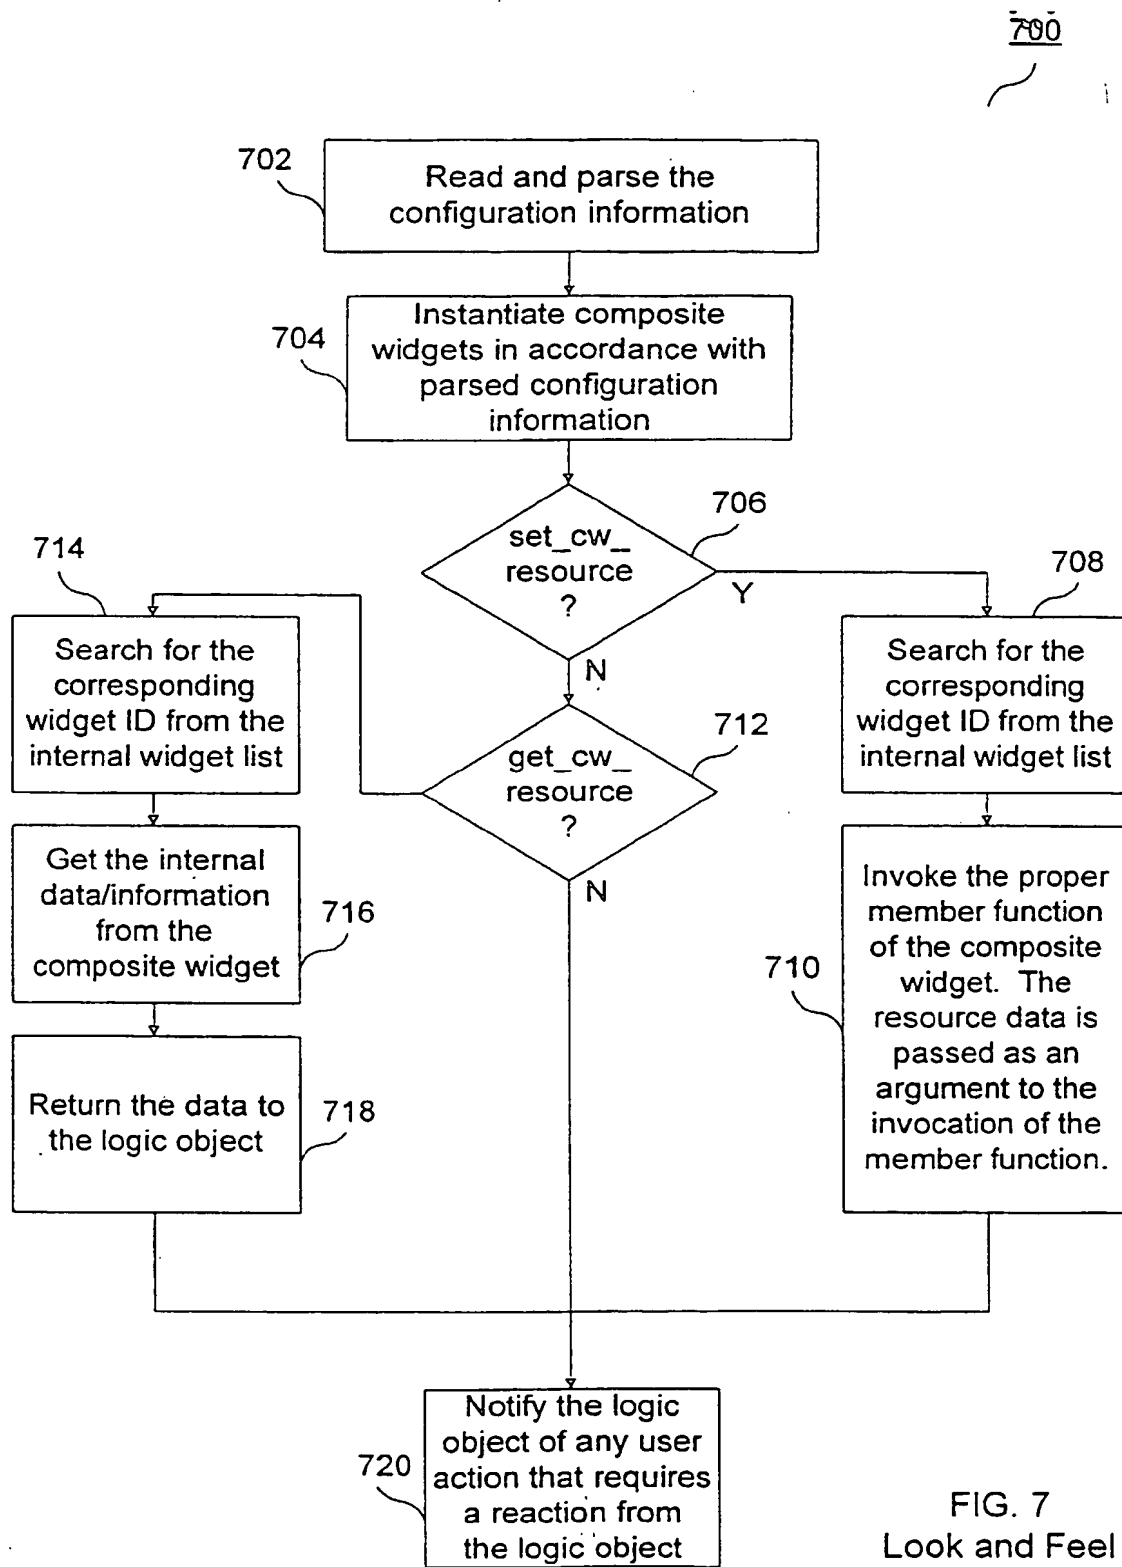 700
702
Read and parse the
configuration information
704
Instantiate composite
widgets in accordance with
parsed configuration
information
706
set_cw_
resource
?
Y
N
714
Search for the
corresponding
widget ID from the
internal widget list
708
Search for the
corresponding
widget ID from the
internal widget list
712
get_cw_
resource
?
N
Get the internal
data/information
from the
composite widget
716
710
Invoke the proper
member function
of the composite
widget. The
resource data is
passed as an
argument to the
invocation of the
member function.
Return the data to
the logic object
718
720
Notify the logic
object of any user
action that requires
a reaction from
the logic object
FIG. 7
Look and Feel